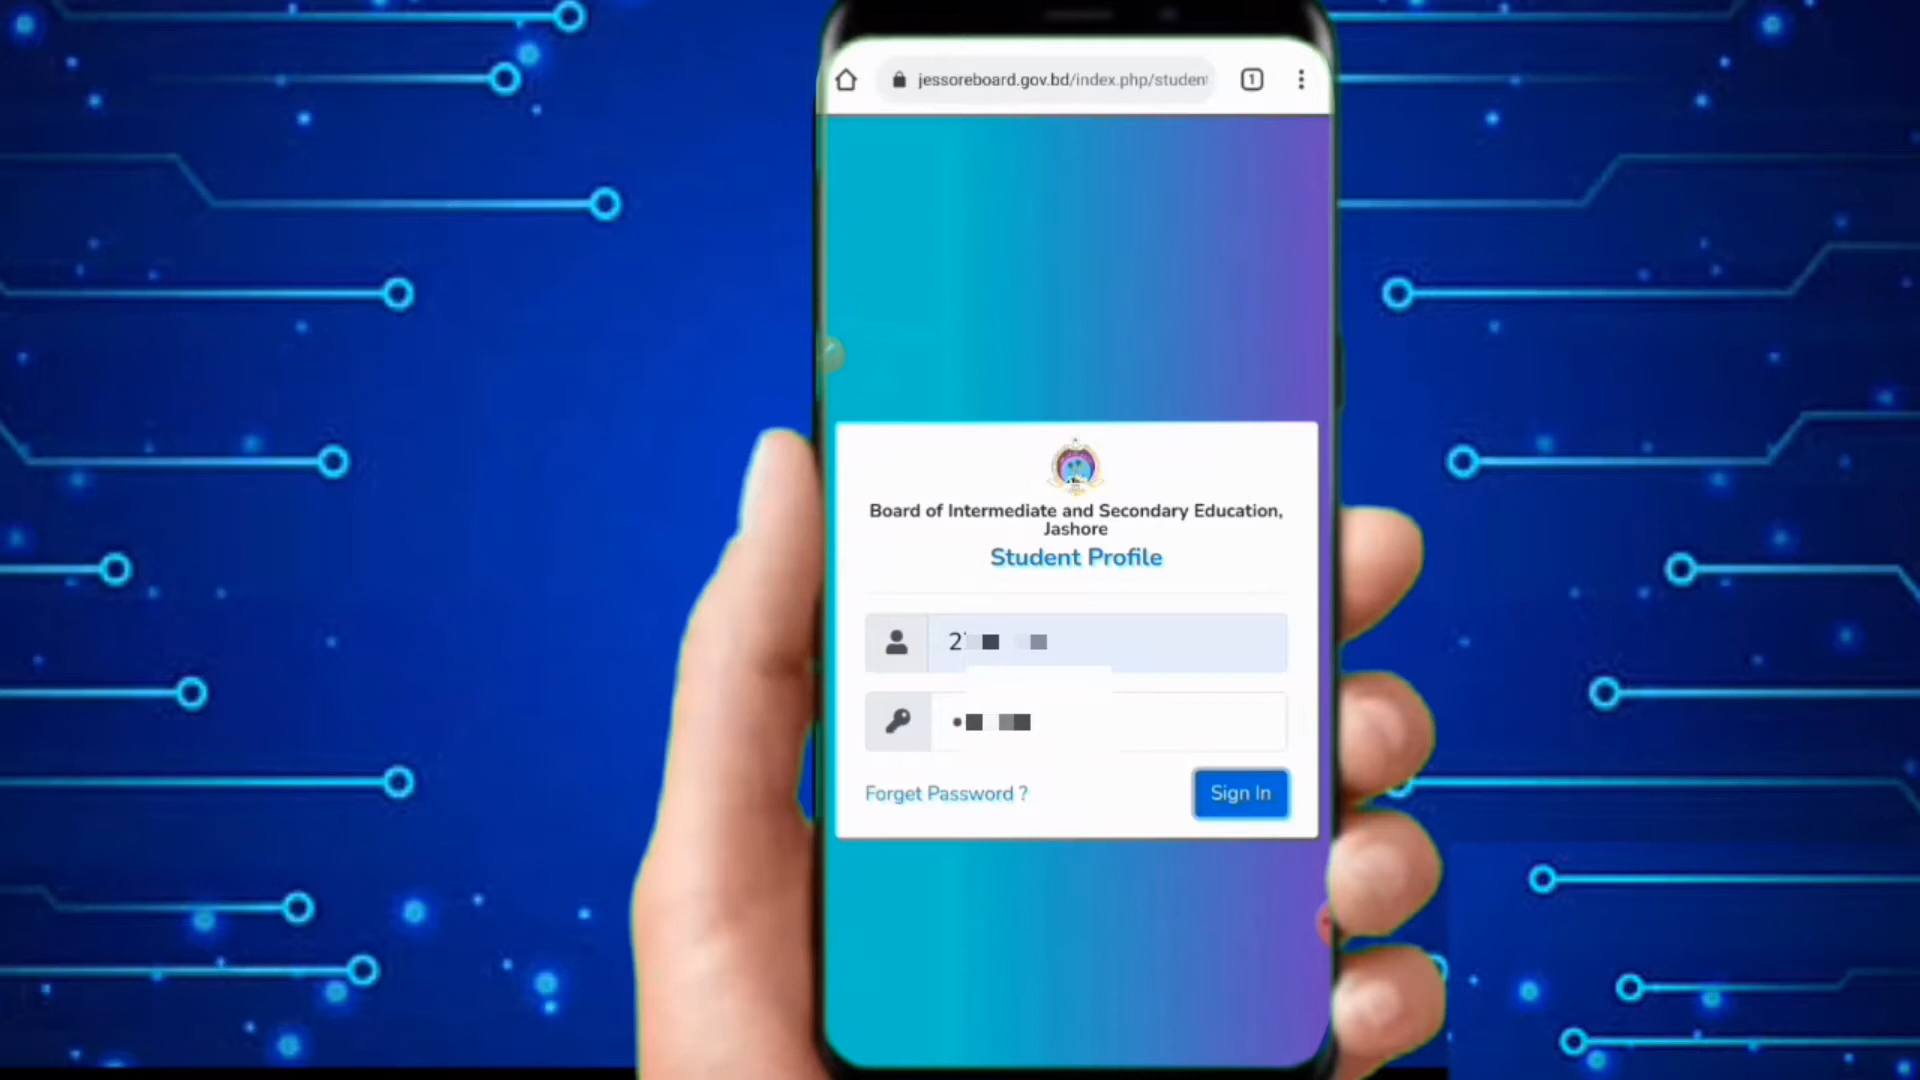 jessoreboard.gov.bd/index.php/studen
1
Board of Intermediate and Secondary Education,
Jashore
Student Profile
Forget Password ?
Sign In